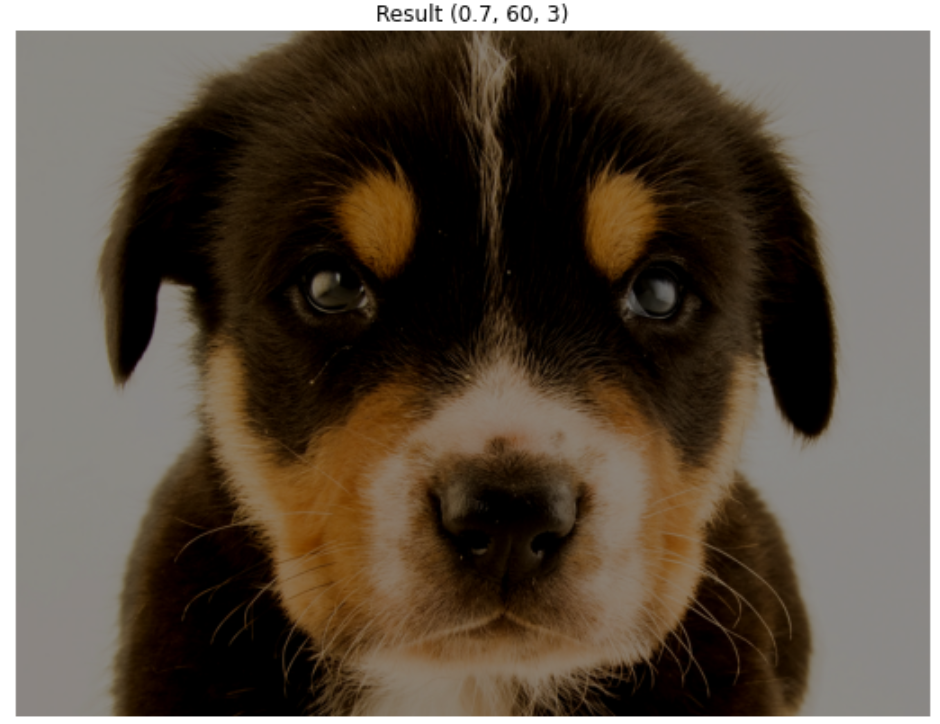 Result (0.7, 60, 3)